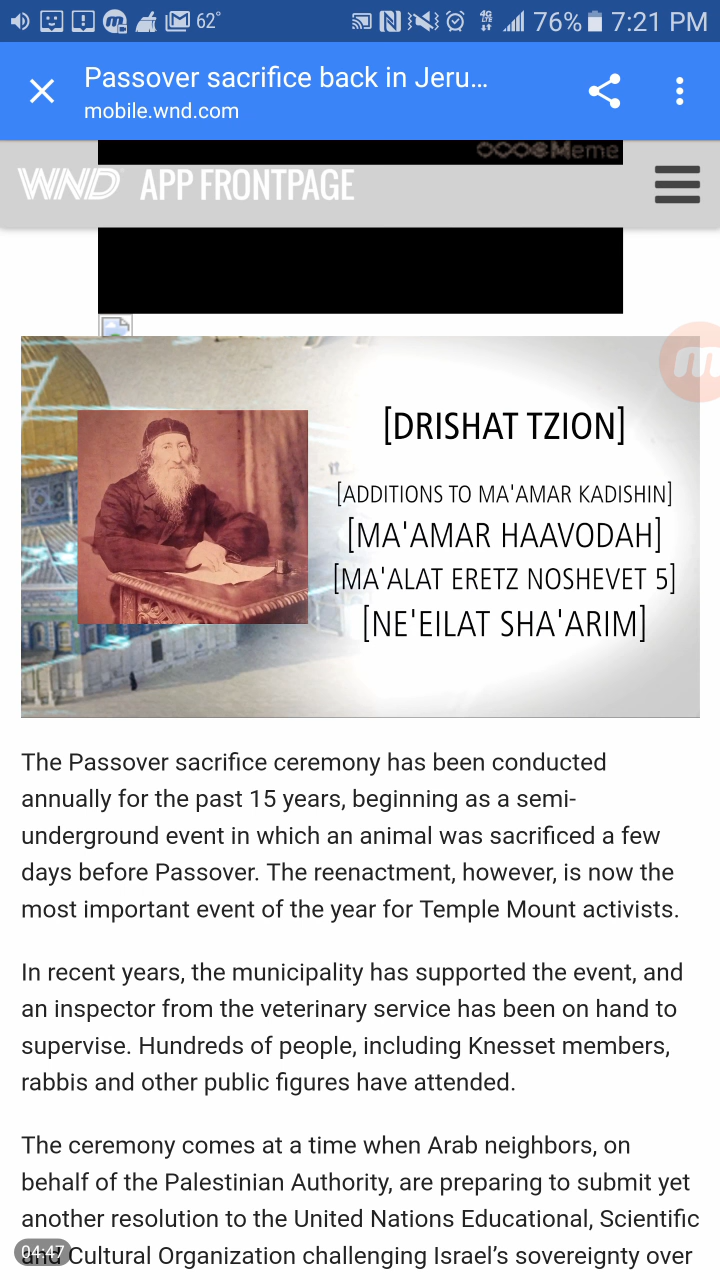 62°
4G LTE
76%
7:21 PM
Passover sacrifice back in Jeru...
mobile.wnd.com
Meme
WND APP FRONTPAGE
[DRISHAT TZION]
[ADDITIONS TO MA'AMAR KADISHIN]
[MA'AMAR HAAVODAH]
[MA'ALAT ERETZ NOSHEVET 5]
[NE'EILAT SHA'ARIM]
The Passover sacrifice ceremony has been conducted
annually for the past 15 years, beginning as a semi-
underground event in which an animal was sacrificed a few
days before Passover. The reenactment, however, is now the
most important event of the year for Temple Mount activists.
In recent years, the municipality has supported the event, and
an inspector from the veterinary service has been on hand to
supervise. Hundreds of people, including Knesset members,
rabbis and other public figures have attended.
The ceremony comes at a time when Arab neighbors, on
behalf of the Palestinian Authority, are preparing to submit yet
another resolution to the United Nations Educational, Scientific
04:47
and Cultural Organization challenging Israel’s sovereignty over